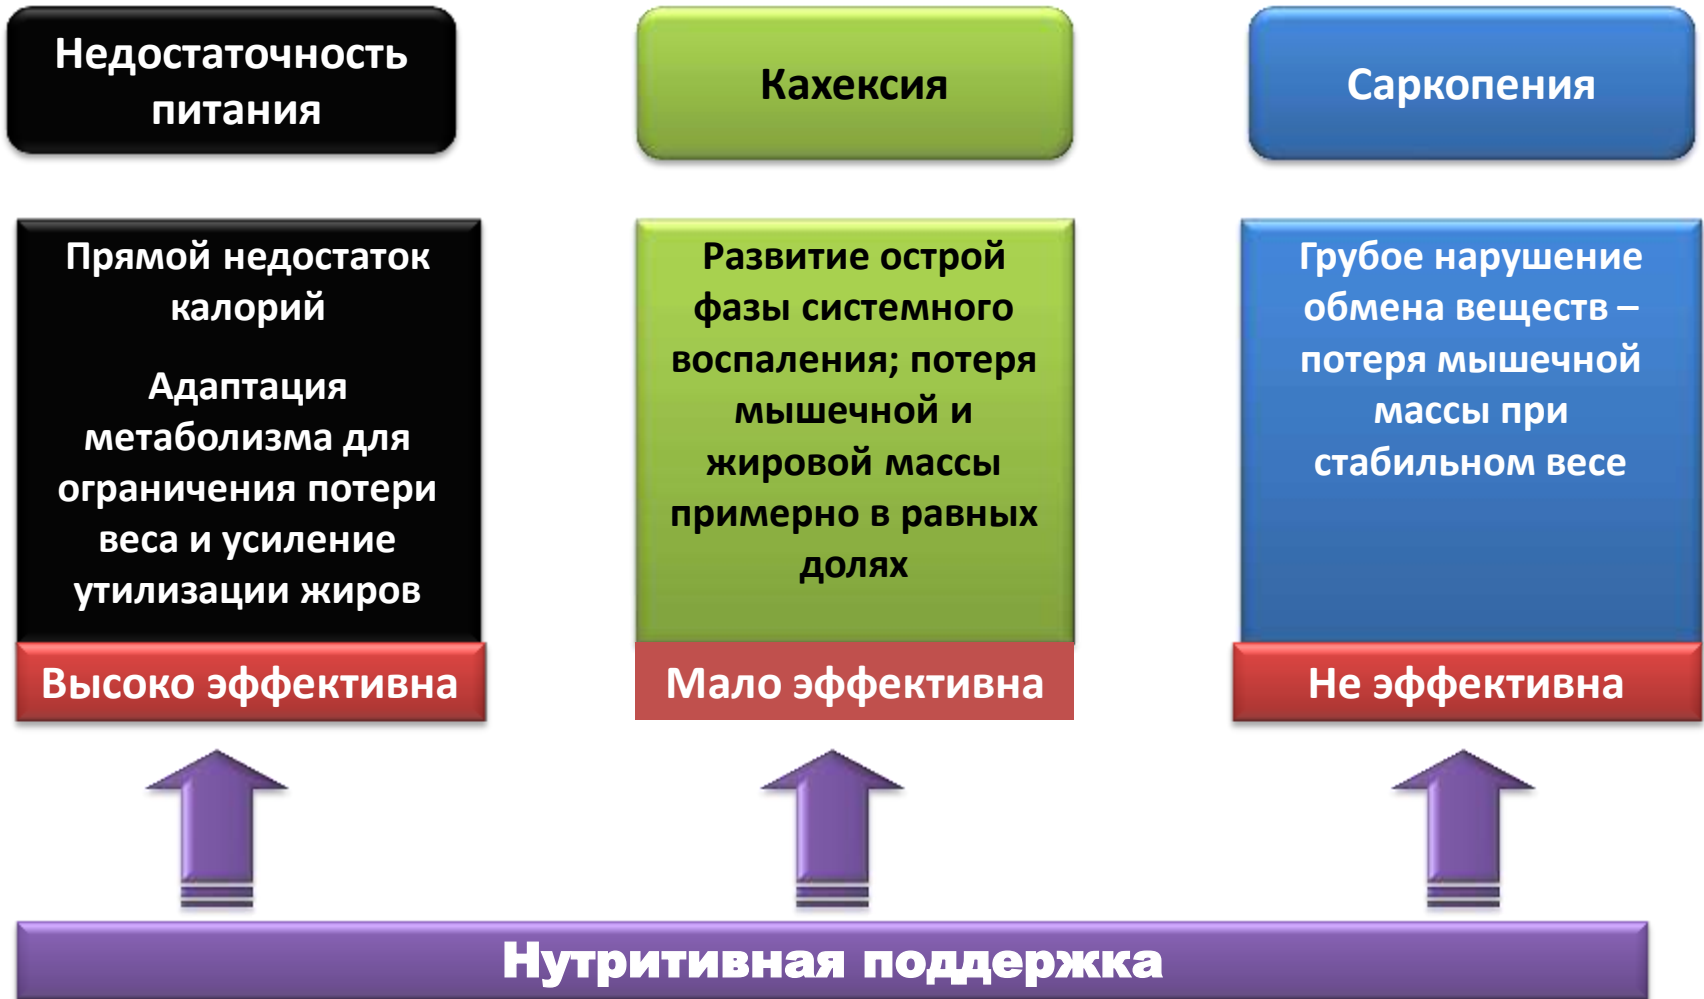 Недостаточность
питания
Кахексия
Саркопения
Прямой недостаток
калорий
Адаптация
метаболизма для
ограничения потери
веса и усиление
утилизации жиров
Развитие острой
фазы системного
воспаления; потеря
мышечной и
жировой массы
примерно в равных
долях
Грубое нарушение
обмена веществ –
потеря мышечной
массы при
стабильном весе
Высоко эффективна
Мало эффективна
Не эффективна
Нутритивная поддержка